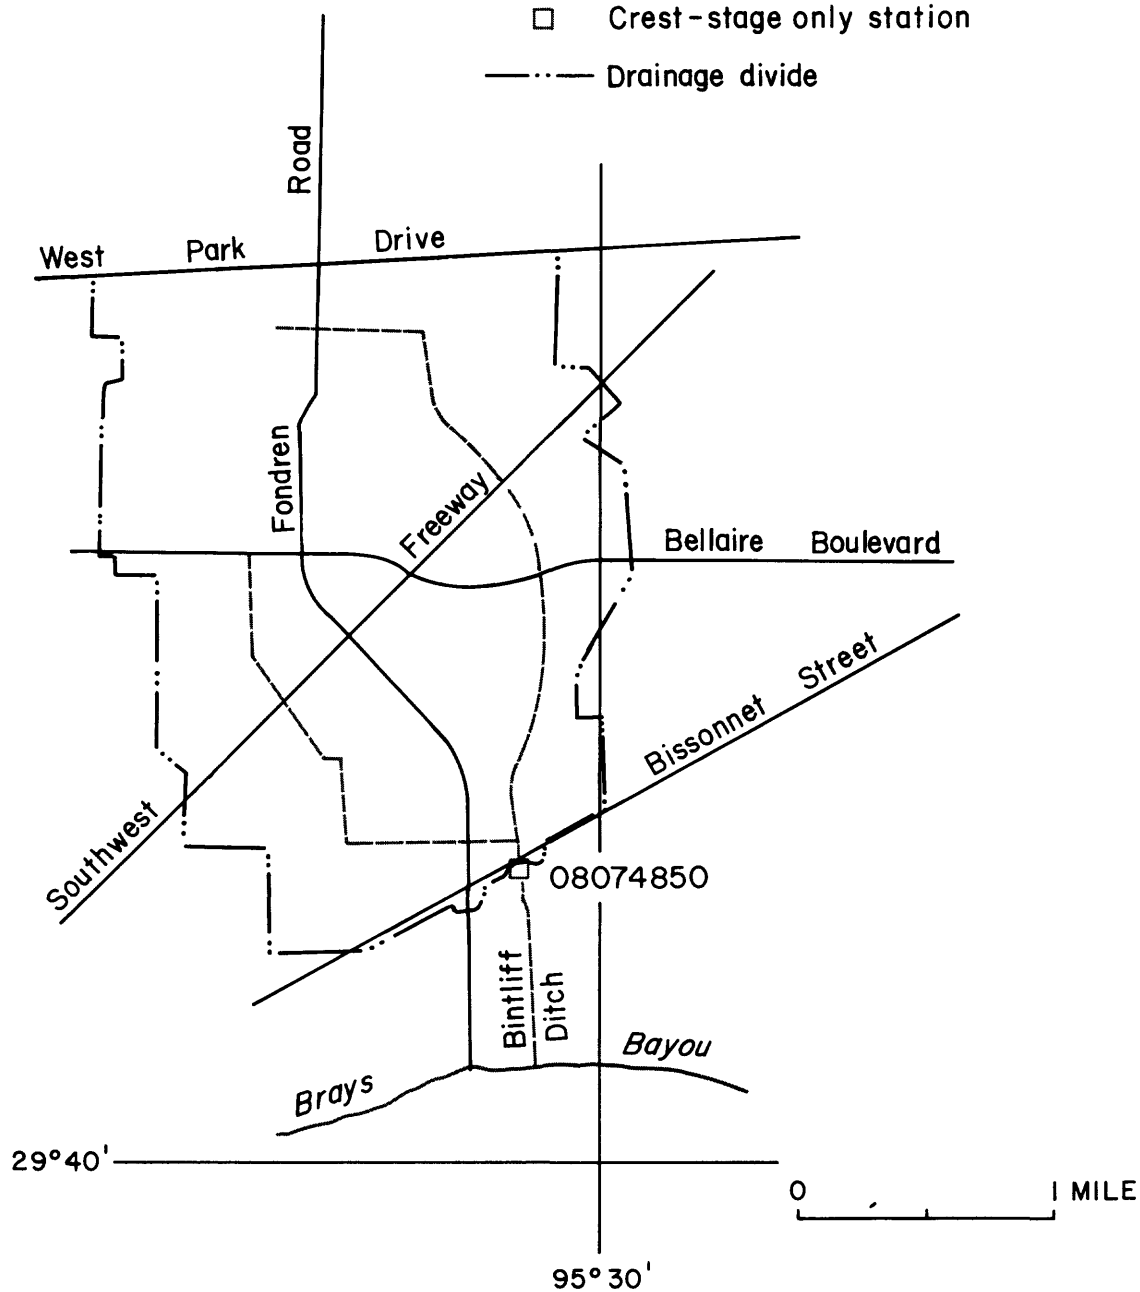 Crest-stage only station
Drainage divide
Road
West Park Drive
Fondren
Freeway
Bellaire Boulevard
Bissonnet Street
Southwest
08074850
Bintliff
Ditch
Brays Bayou
29°40'
0 1 MILE
95°30'